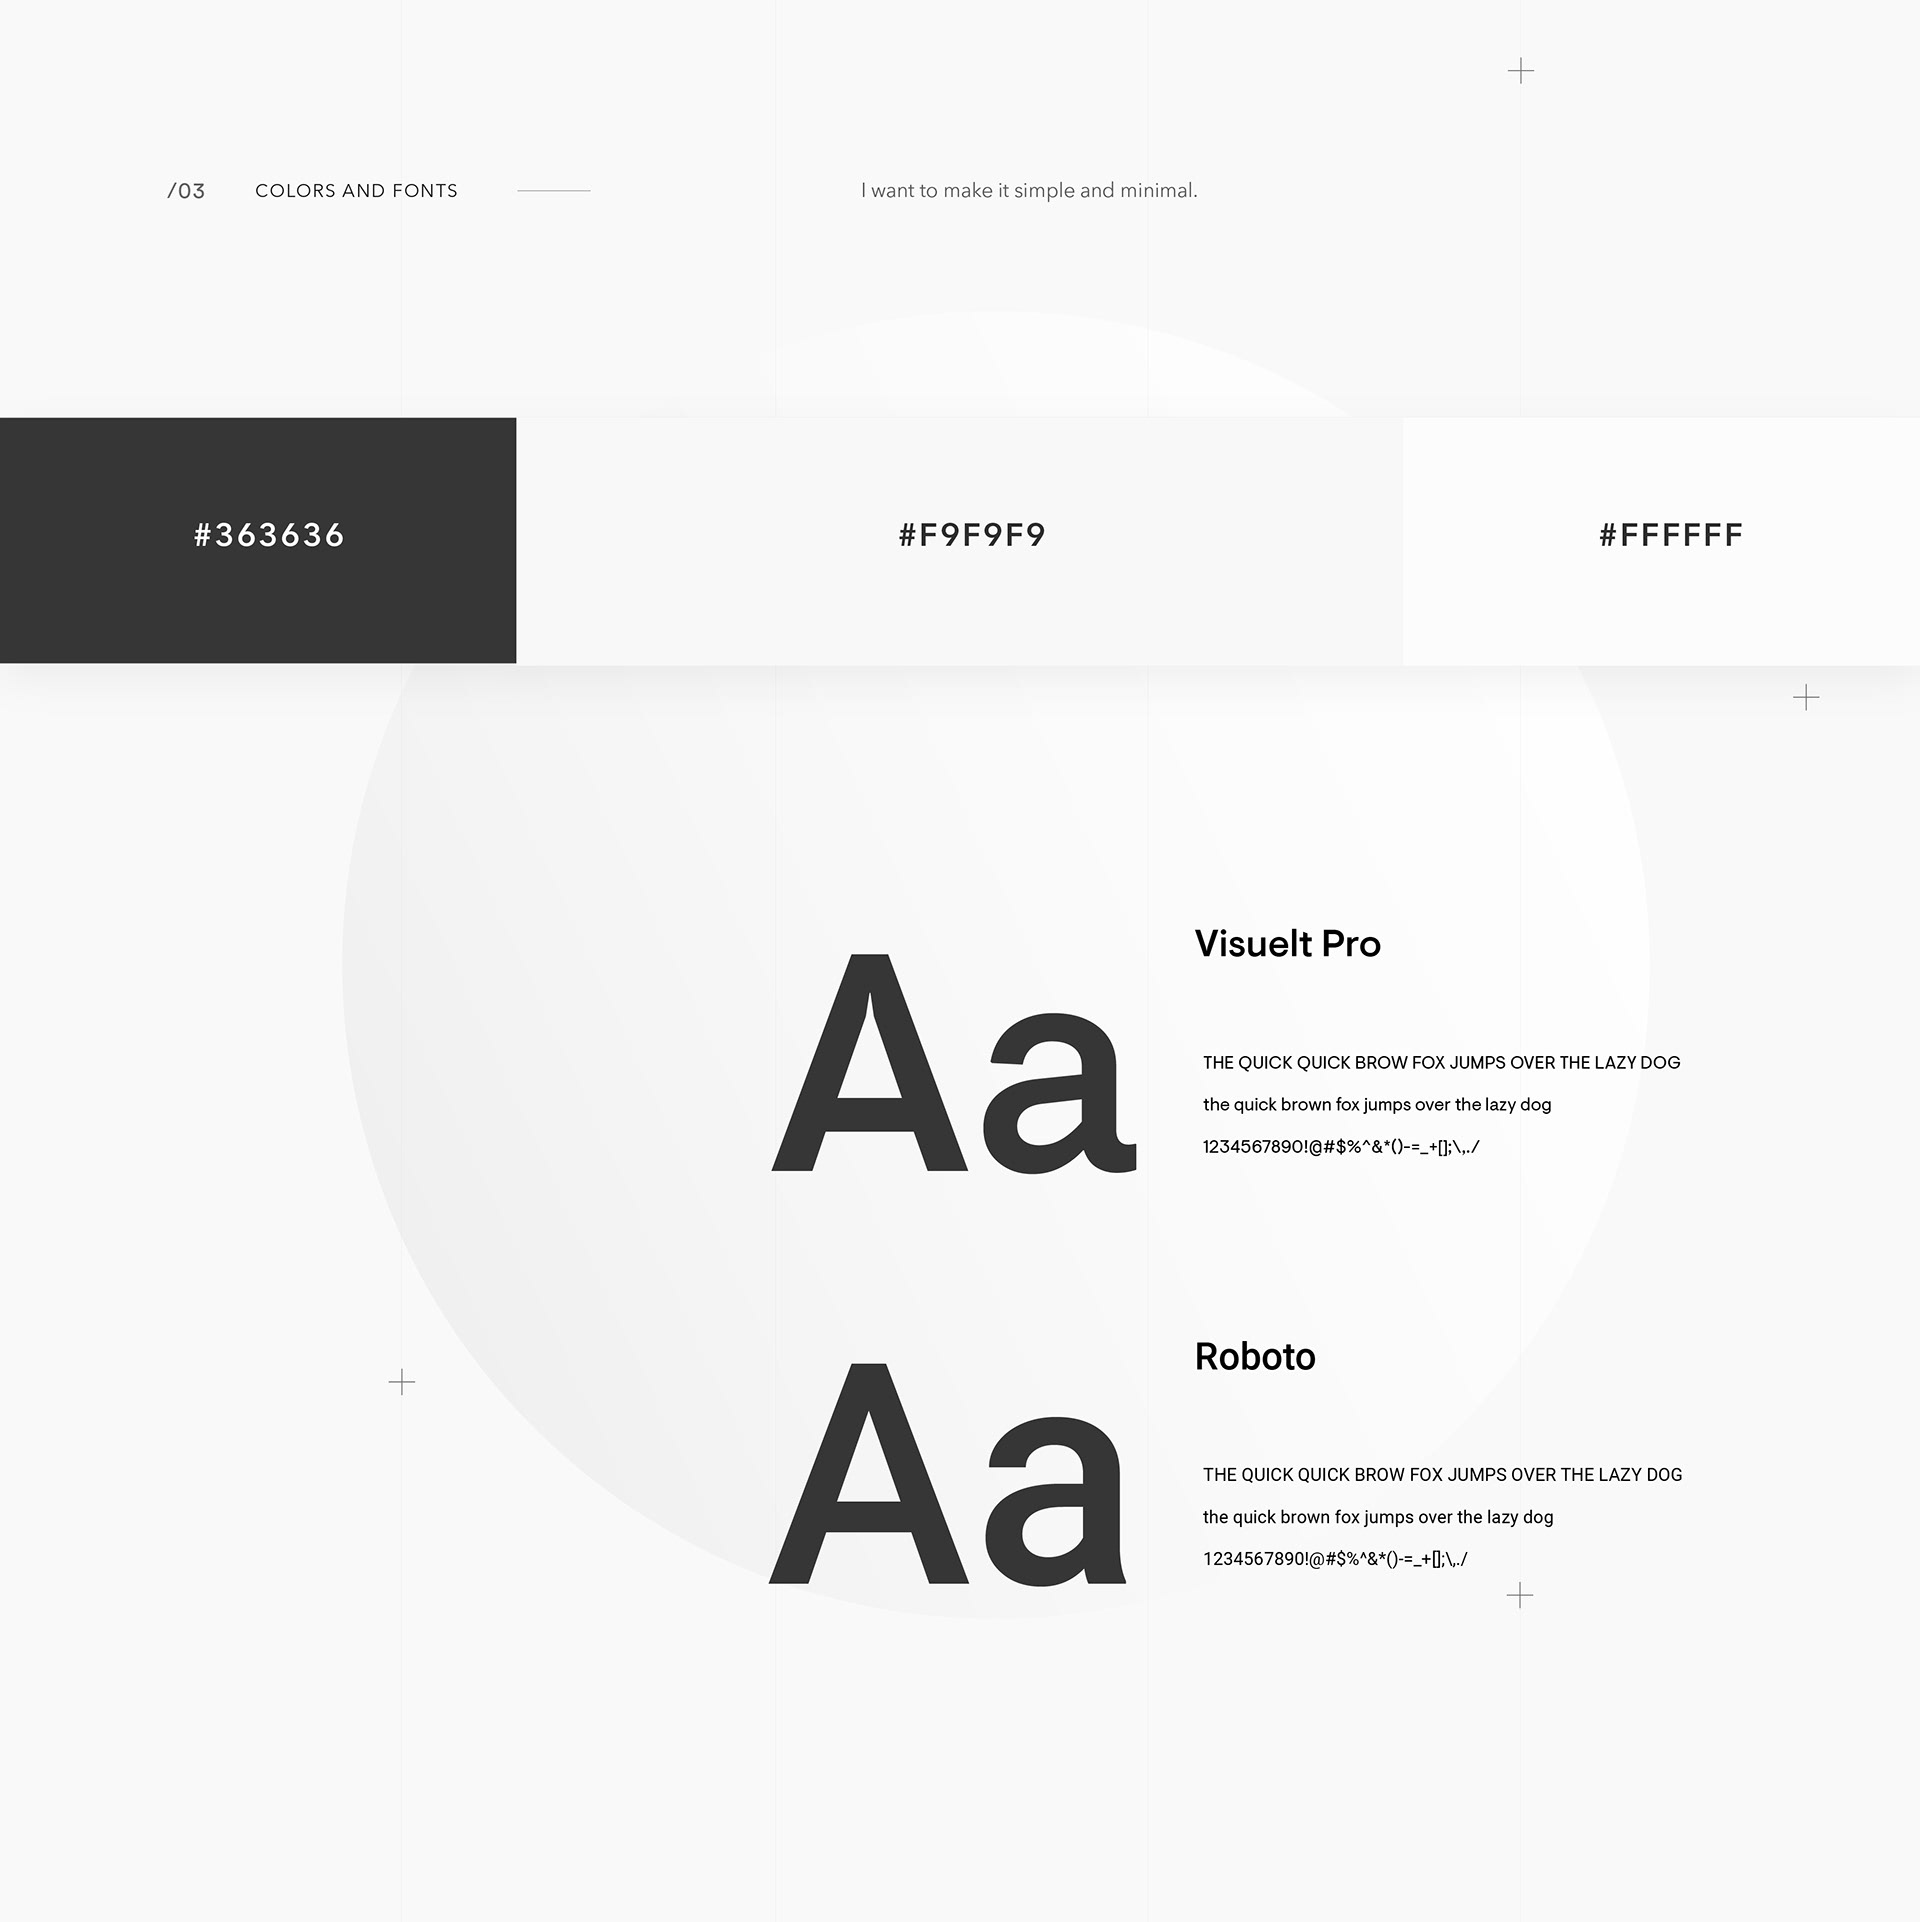 /03 COLORS AND FONTS
I want to make it simple and minimal.
#363636
#F9F9F9
#FFFFFF
Aa
Visuelt Pro
THE QUICK QUICK BROW FOX JUMPS OVER THE LAZY DOG
the quick brown fox jumps over the lazy dog
1234567890!@#$%^&*()-=_+[];\,./
Aa
Roboto
THE QUICK QUICK BROW FOX JUMPS OVER THE LAZY DOG
the quick brown fox jumps over the lazy dog
1234567890!@#$%^&*()-=_+[];\,./